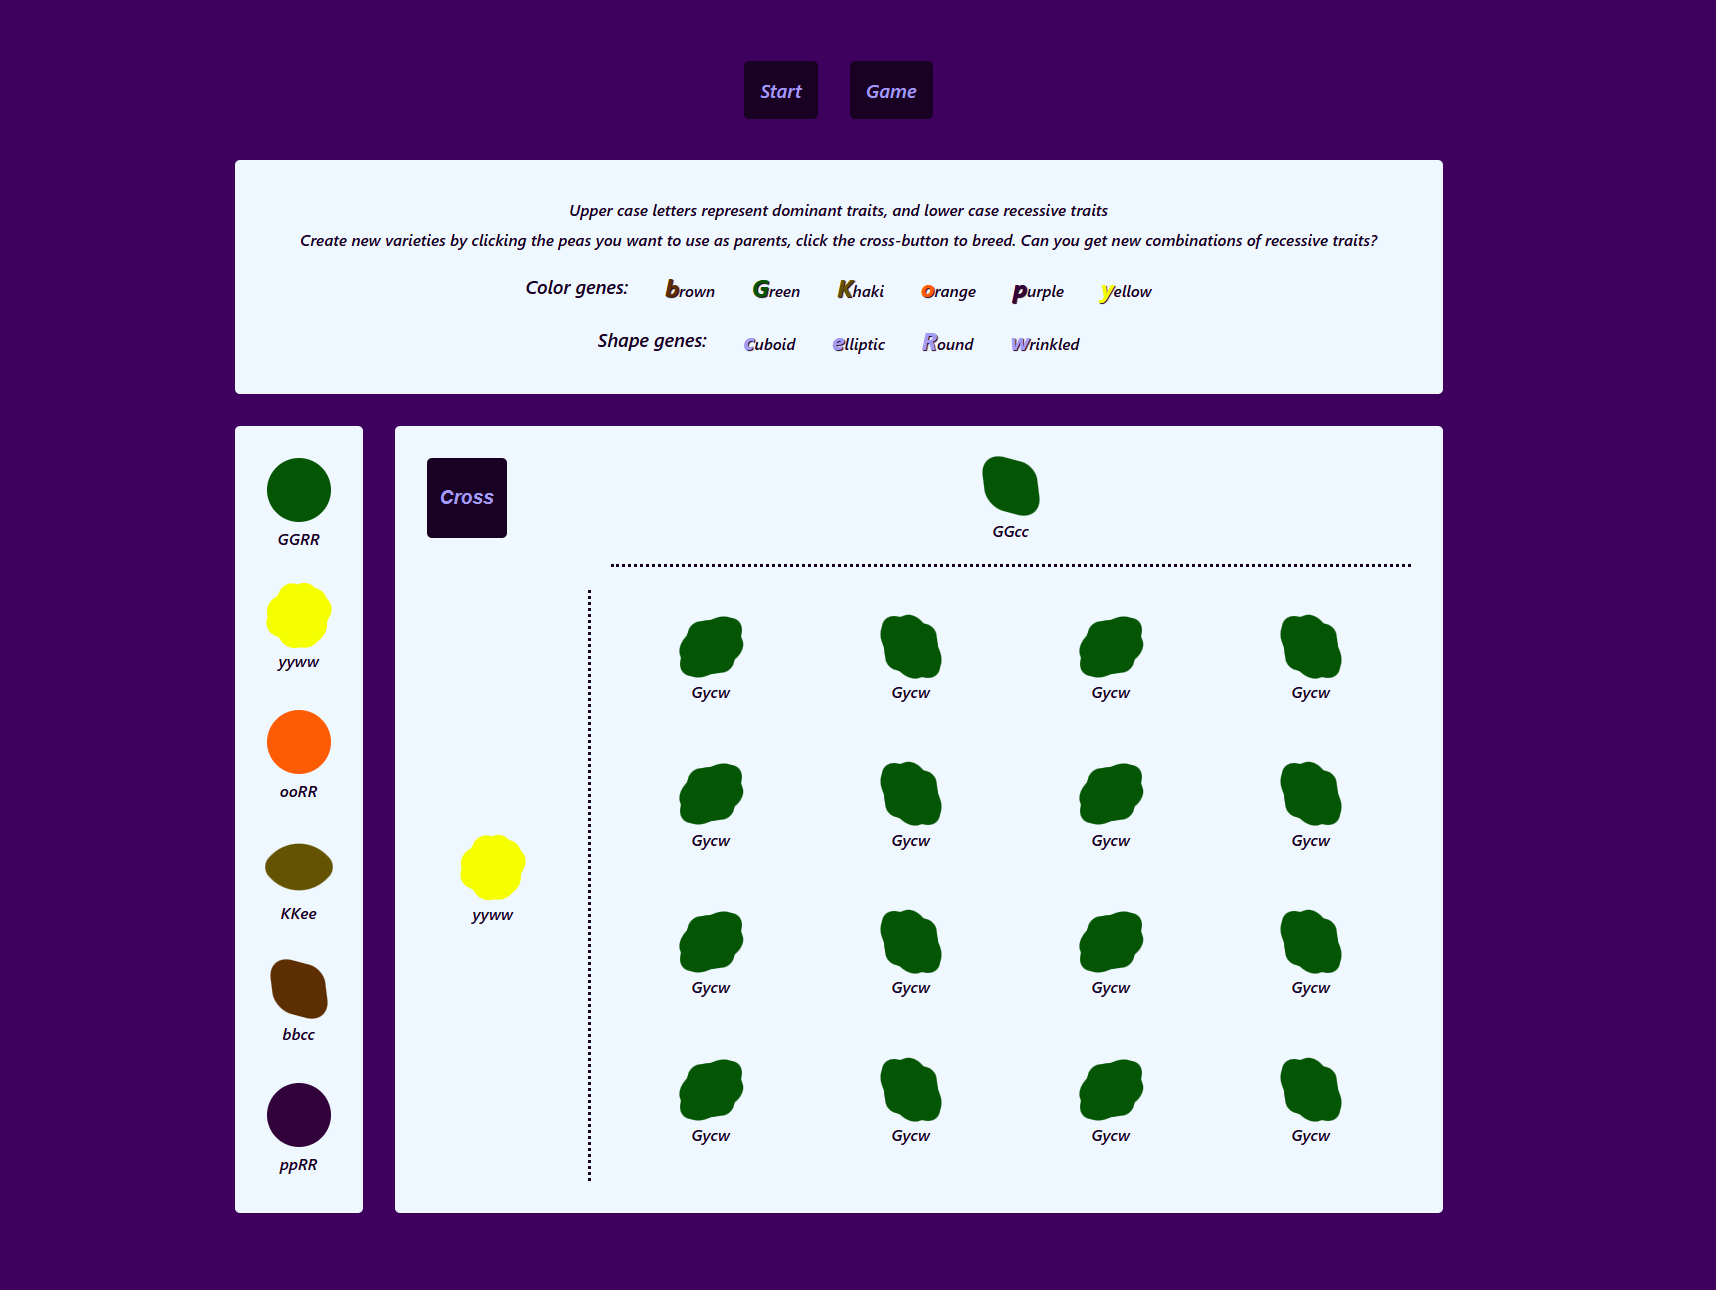 Start Game
Upper case letters represent dominant traits, and lower case recessive traits
Create new varieties by clicking the peas you want to use as parents, click the cross-button to breed. Can you get new combinations of recessive traits?
Color genes: brown Green Khaki orange purple yellow
Shape genes: cuboid elliptic Round wrinkled
GGRR
yyww
ooRR
KKee
bbcc
ppRR
Cross
GGcc
yyww
Gycw Gycw Gycw Gycw
Gycw Gycw Gycw Gycw
Gycw Gycw Gycw Gycw
Gycw Gycw Gycw Gycw